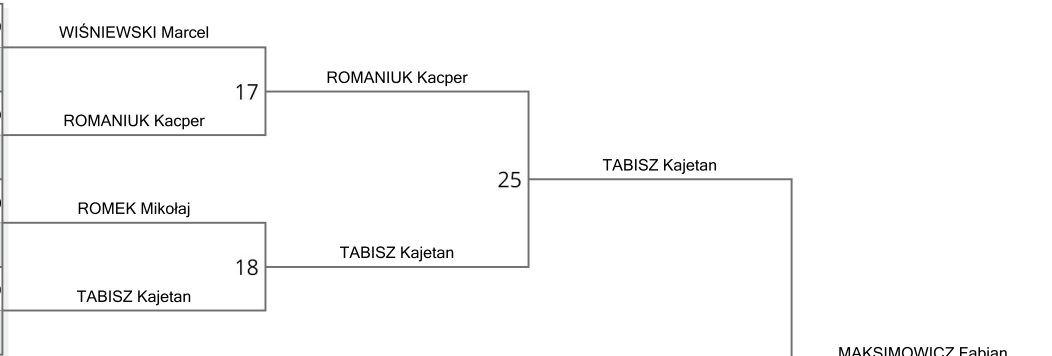 WIŚNIEWSKI Marcel
ROMANIUK Kacper
17
ROMANIUK Kacper
TABISZ Kajetan
25
ROMEK Mikołaj
TABISZ Kajetan
18
TABISZ Kajetan
MAKSIMOWICZ Fabian